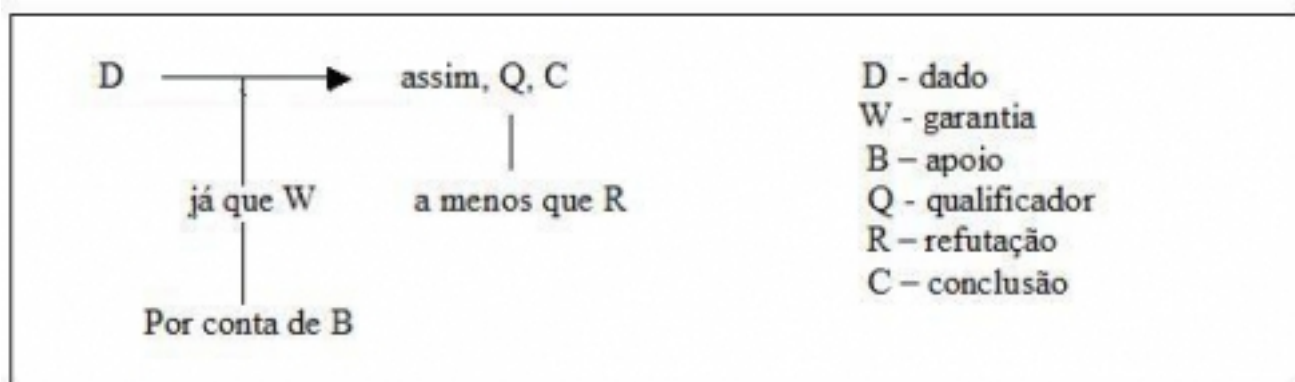 D assim, Q, C
já que W a menos que R
Por conta de B
D - dado
W - garantia
B – apoio
Q - qualificador
R – refutação
C – conclusão